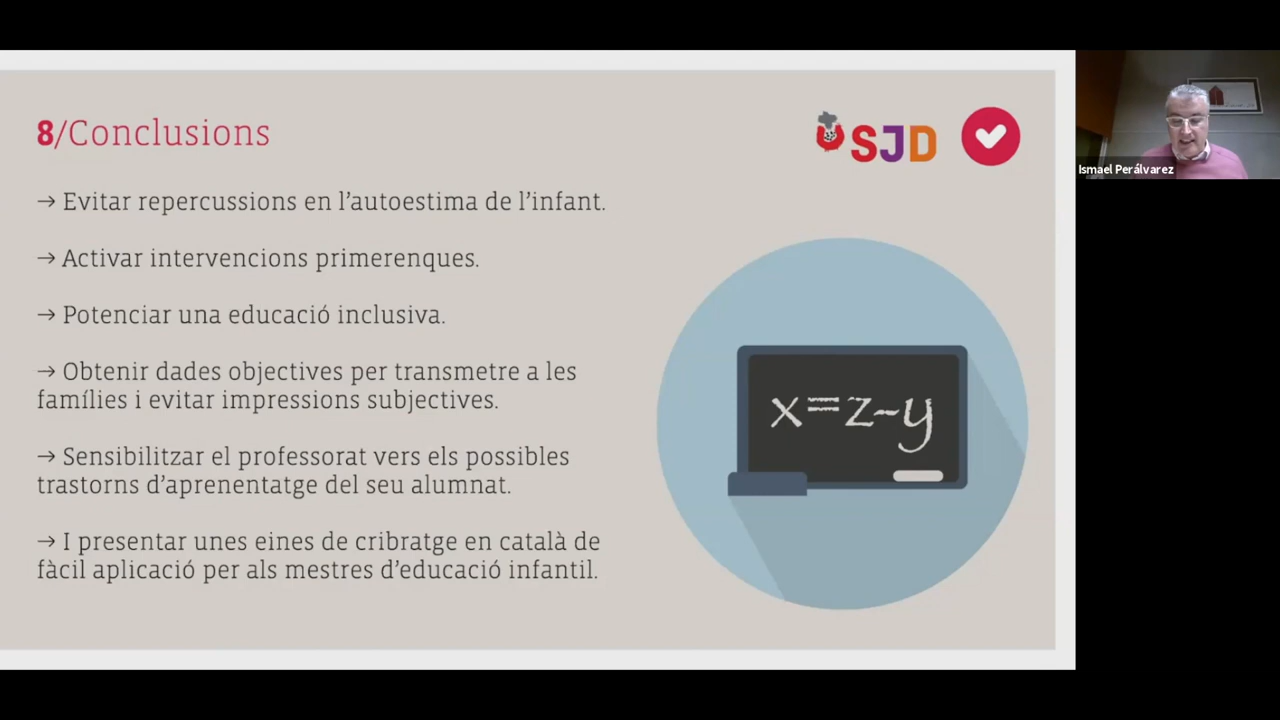 8/Conclusions
SJD
→ Evitar repercussions en l'autoestima de l'infant.
→ Activar intervencions primerenques.
→ Potenciar una educació inclusiva.
→ Obtenir dades objectives per transmetre a les
famílies i evitar impressions subjectives.
→ Sensibilitzar el professorat vers els possibles
trastorns d'aprenentatge del seu alumnat.
→ I presentar unes eines de cribratge en català de
fàcil aplicació per als mestres d'educació infantil.
x=z-y
Ismael Perálvarez